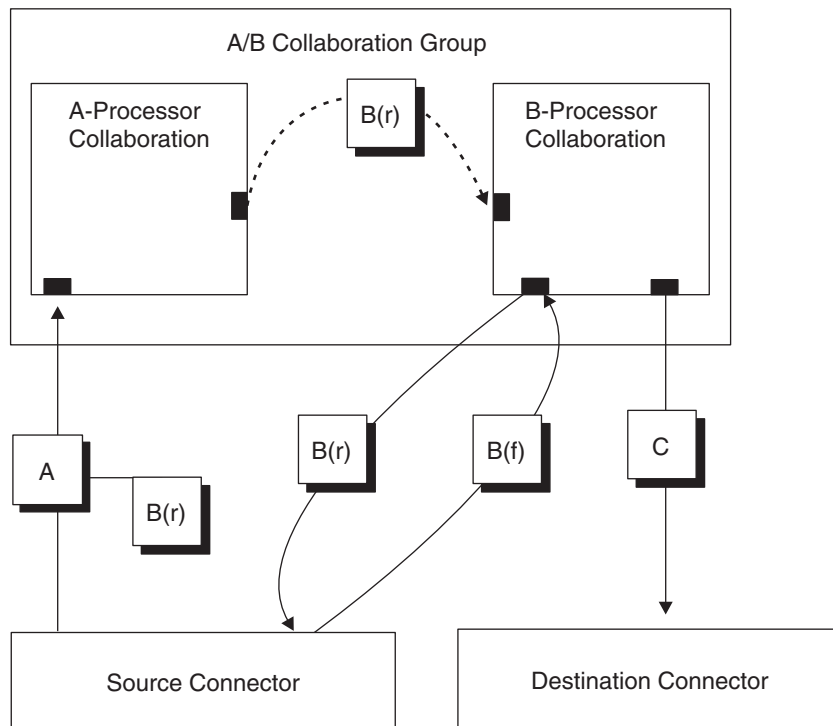 A/B Collaboration Group
A-Processor
Collaboration
B(r)
B-Processor
Collaboration
A
B(r)
B(r)
B(f)
C
Source Connector
Destination Connector